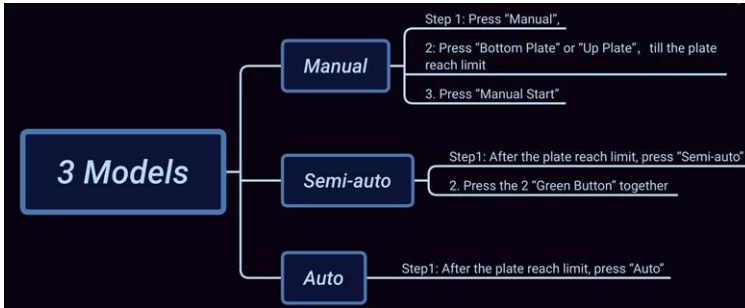 3 Models
Manual
Step 1: Press “Manual”,
2: Press “Bottom Plate” or “Up Plate”, till the plate
reach limit
3. Press “Manual Start”
Semi-auto
Step1: After the plate reach limit, press “Semi-auto”
2. Press the 2 “Green Button” together
Auto
Step1: After the plate reach limit, press “Auto”